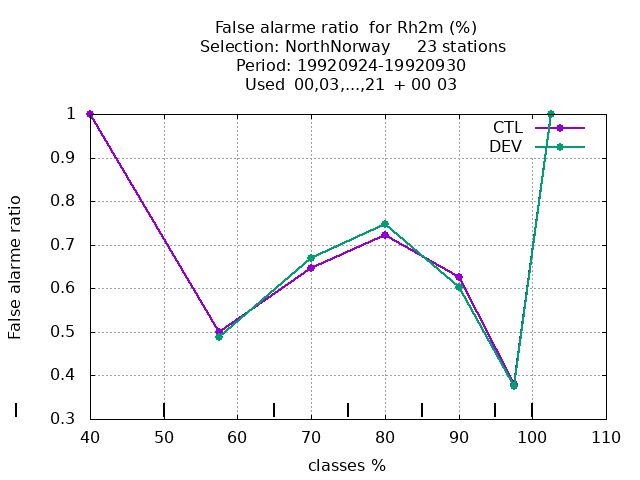 False alarme ratio  for Rh2m (%)
Selection: NorthNorway     23 stations
Period: 19920924-19920930
Used  00,03,...,21  + 00 03
CTL
DEV
1
0.9
0.8
0.7
0.6
0.5
0.4
0.3
False alarme ratio
40 50 60 70 80 90 100 110
classes %